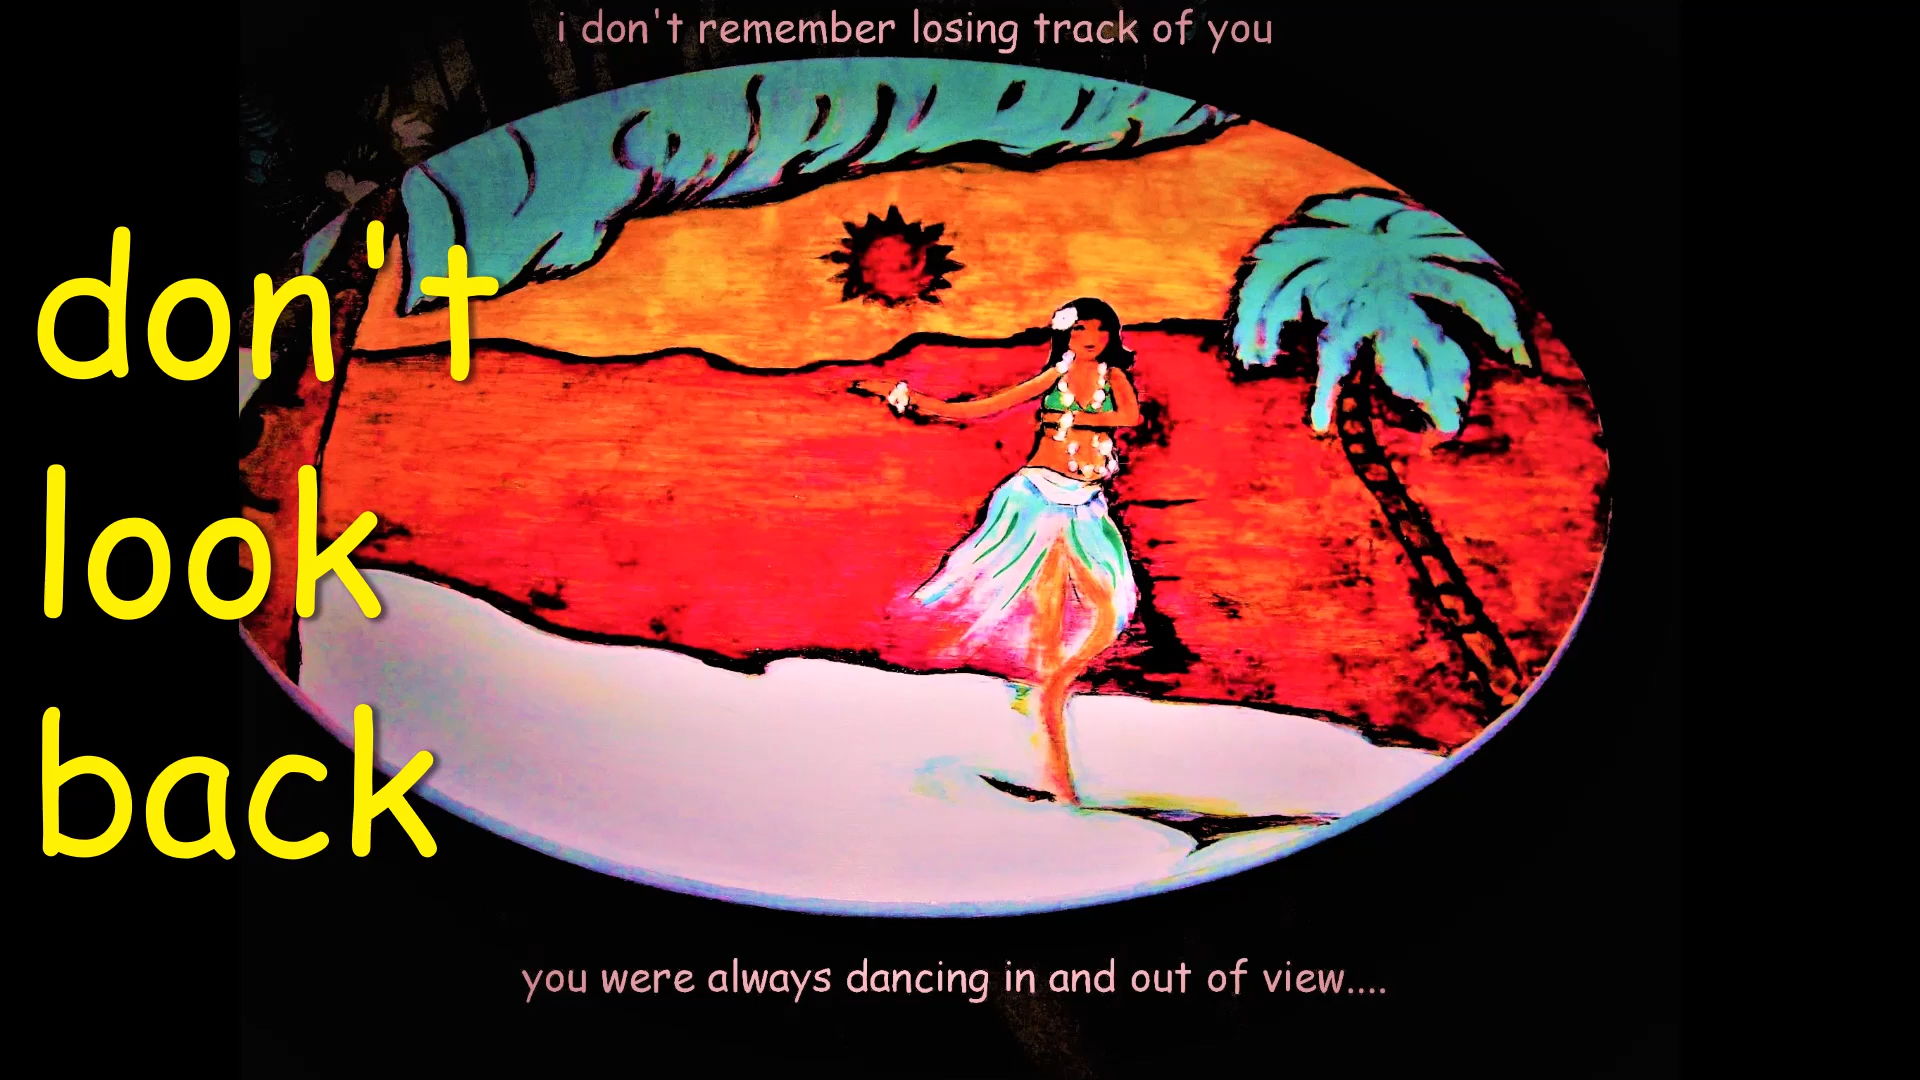 i don't remember losing track of you
don't
look
back
you were always dancing in and out of view....